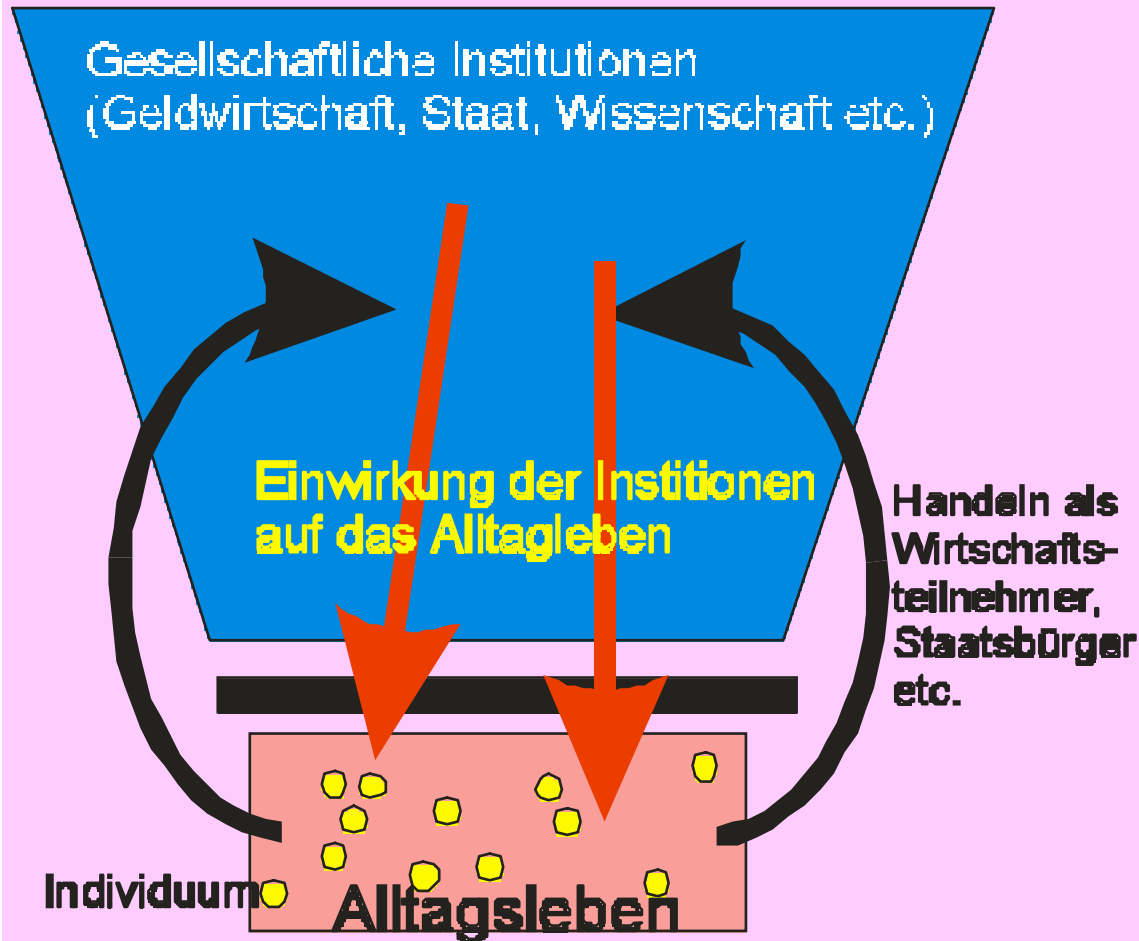 Gesellschaftliche Institutionen
(Geldwirtschaft, Staat, Wissenschaft etc.)
Einwirkung der Institionen
auf das Alltagleben
Handeln als
Wirtschafts-
teilnehmer,
Staatsbürger
etc.
Individuum
Alltagsleben